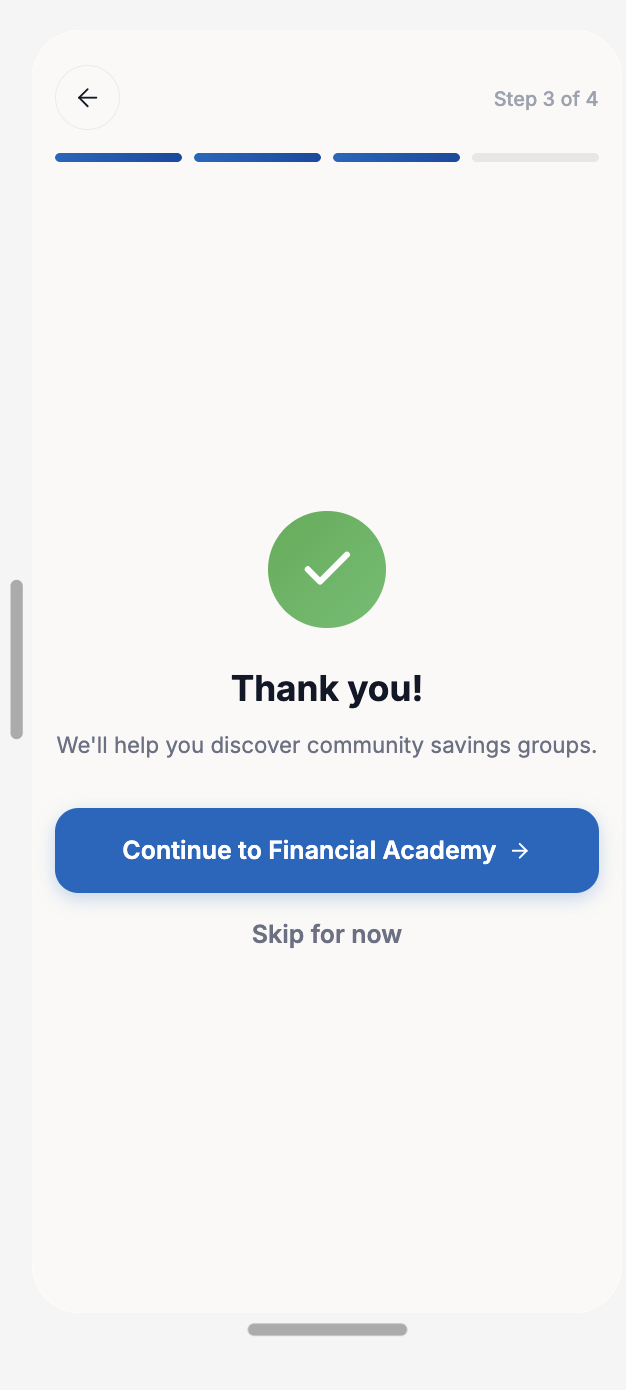 Step 3 of 4
Thank you!
We'll help you discover community savings groups.
Continue to Financial Academy →
Skip for now